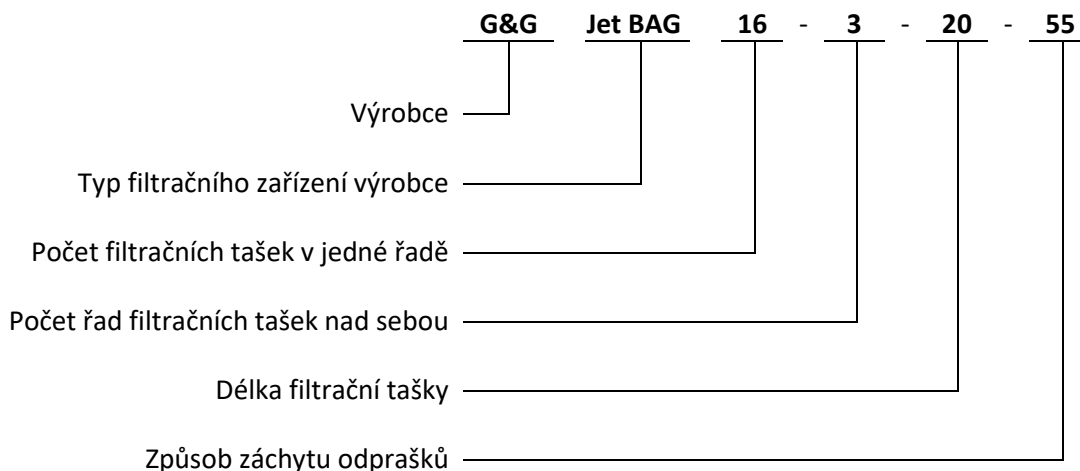 G&G Jet BAG 16 - 3 - 20 - 55
Výrobce
Typ filtračního zařízení výrobce
Počet filtračních tašek v jedné řadě
Počet řad filtračních tašek nad sebou
Délka filtrační tašky
Způsob záchytu odprašků